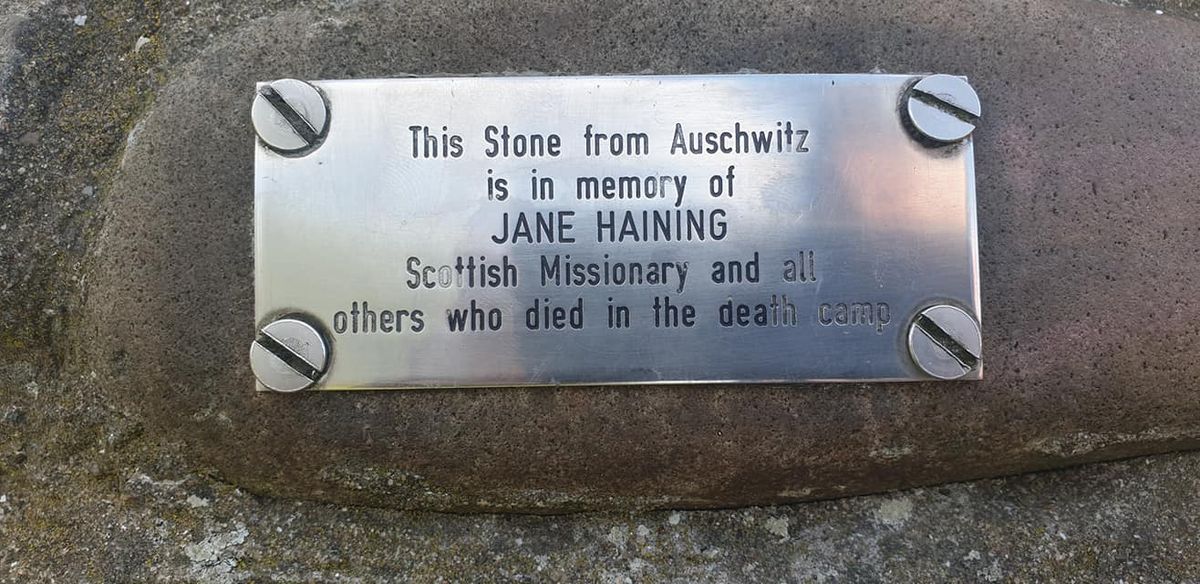 This Stone from Auschwitz
is in memory of
JANE HAINING
Scottish Missionary and all
others who died in the death camp